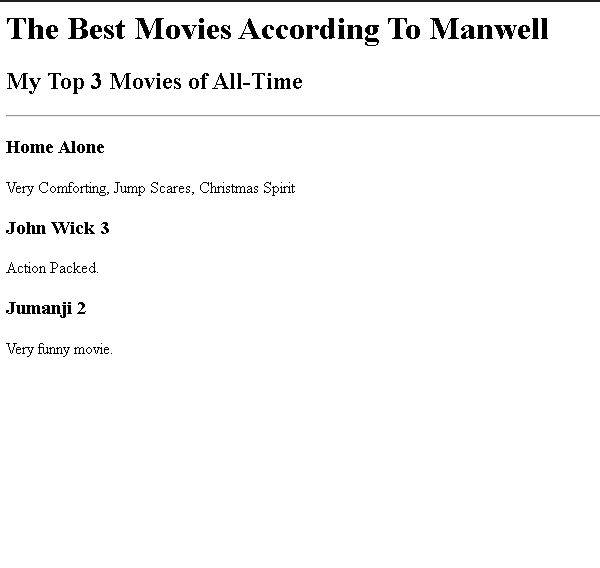 The Best Movies According To Manwell
My Top 3 Movies of All-Time
Home Alone
Very Comforting, Jump Scares, Christmas Spirit
John Wick 3
Action Packed.
Jumanji 2
Very funny movie.